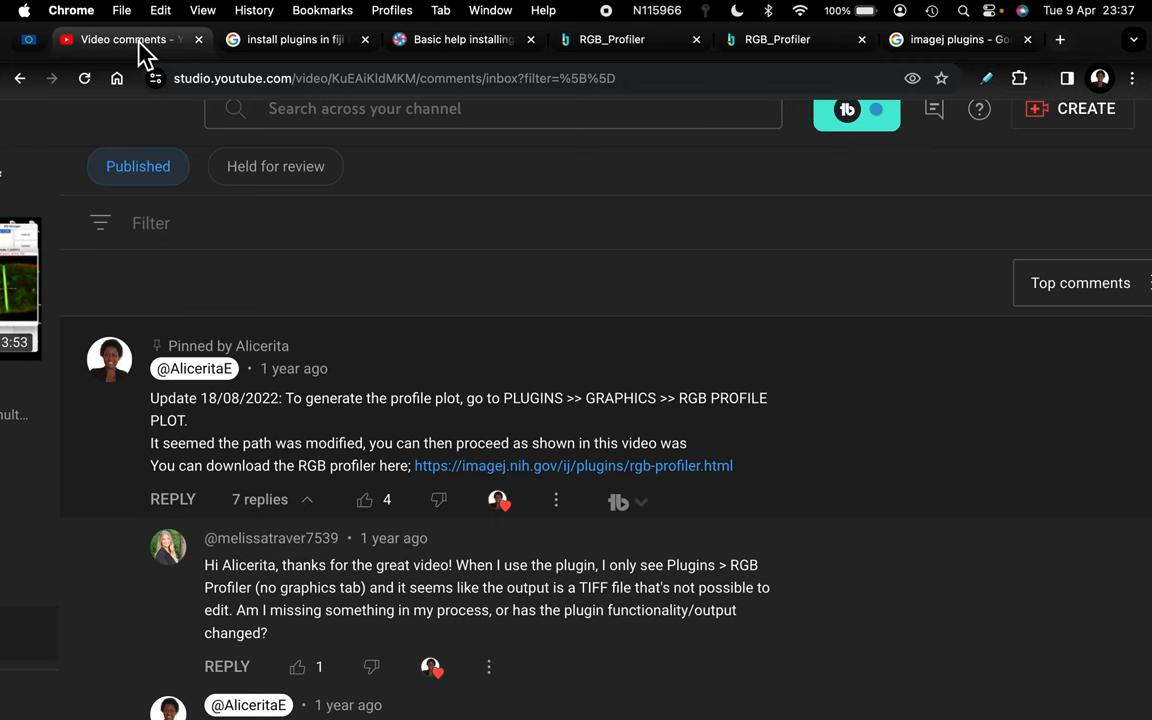 Chrome File Edit View History Bookmarks Profiles Tab Window Help N115966 100% Tue 9 Apr 23:37
Video comments - Y install plugins in fiji Basic help installing RGB_Profiler RGB_Profiler imagej plugins - Go
studio.youtube.com/video/KuEAiKldMKM/comments/inbox?filter=%5B%5D
Search across your channel CREATE
Published Held for review
Filter
Top comments
3:53
mult...
Pinned by Alicerita
@AliceritaE • 1 year ago
Update 18/08/2022: To generate the profile plot, go to PLUGINS >> GRAPHICS >> RGB PROFILE
PLOT.
It seemed the path was modified, you can then proceed as shown in this video was
You can download the RGB profiler here; https://imagej.nih.gov/ij/plugins/rgb-profiler.html
REPLY 7 replies 4
@melissatraver7539 • 1 year ago
Hi Alicerita, thanks for the great video! When I use the plugin, I only see Plugins > RGB
Profiler (no graphics tab) and it seems like the output is a TIFF file that's not possible to
edit. Am I missing something in my process, or has the plugin functionality/output
changed?
REPLY 1
@AliceritaE • 1 year ago